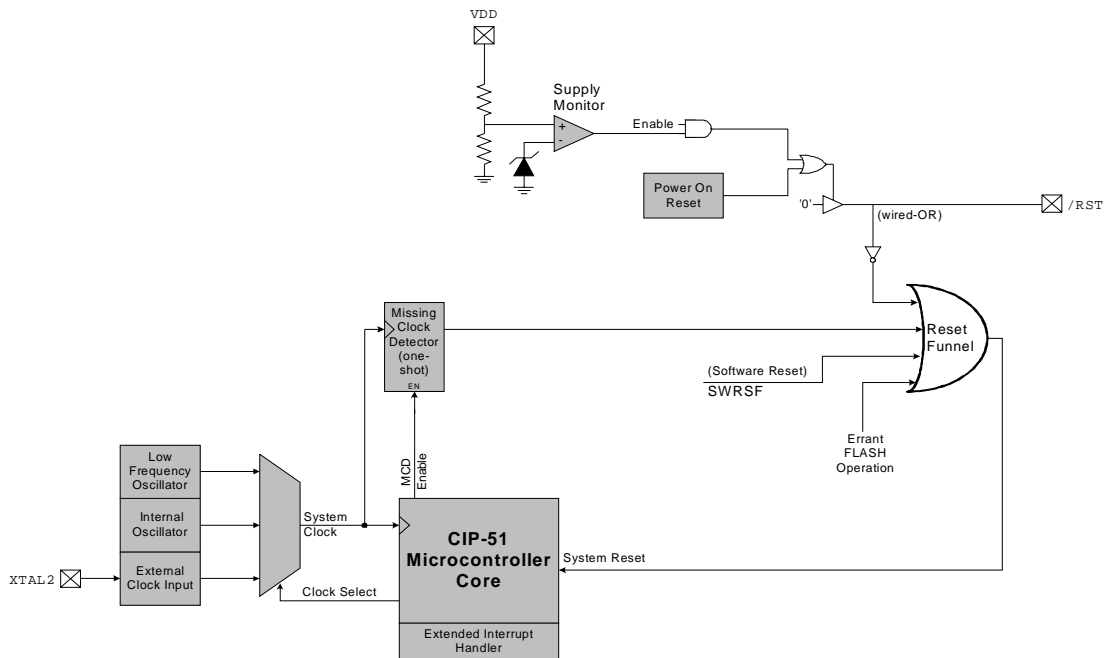 VDD
Supply
Monitor
+
-
Enable
Power On
Reset
'0'
(wired-OR)
/RST
Missing
Clock
Detector
(one-
shot)
EN
Reset
Funnel
(Software Reset)
SWRSF
Errant
FLASH
Operation
MCD
Enable
Low
Frequency
Oscillator
Internal
Oscillator
System
Clock
XTAL2
External
Clock Input
Clock Select
CIP-51
Microcontroller
Core
System Reset
Extended Interrupt
Handler